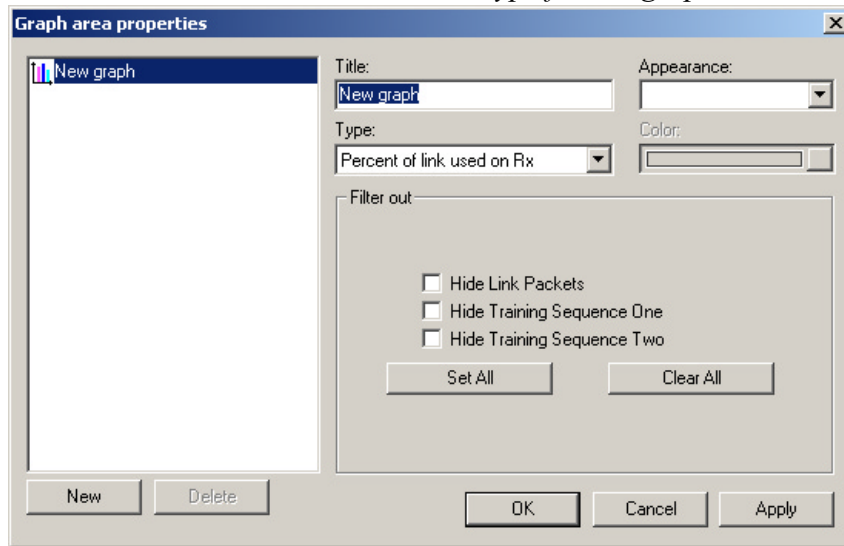 Graph area properties
New graph
Title:
New graph
Appearance:
Type:
Percent of link used on Rx
Color:
Filter out
Hide Link Packets
Hide Training Sequence One
Hide Training Sequence Two
Set All
Clear All
New
Delete
OK
Cancel
Apply